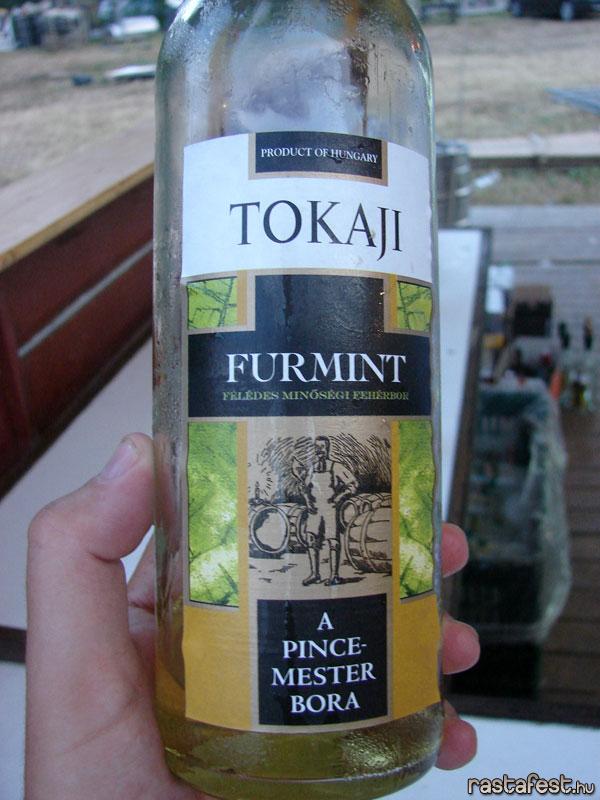 PRODUCT OF HUNGARY
TOKAJI
FURMINT
FÉLÉDES MINŐSÉGI FEHÉRBOR
A
PINCE-
MESTER
BORA
rastafest.hu